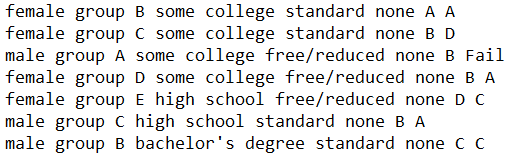 female group B some college standard none A A
female group C some college standard none B D
male group A some college free/reduced none B Fail
female group D some college free/reduced none B A
female group E high school free/reduced none D C
male group C high school standard none B A
male group B bachelor's degree standard none C C